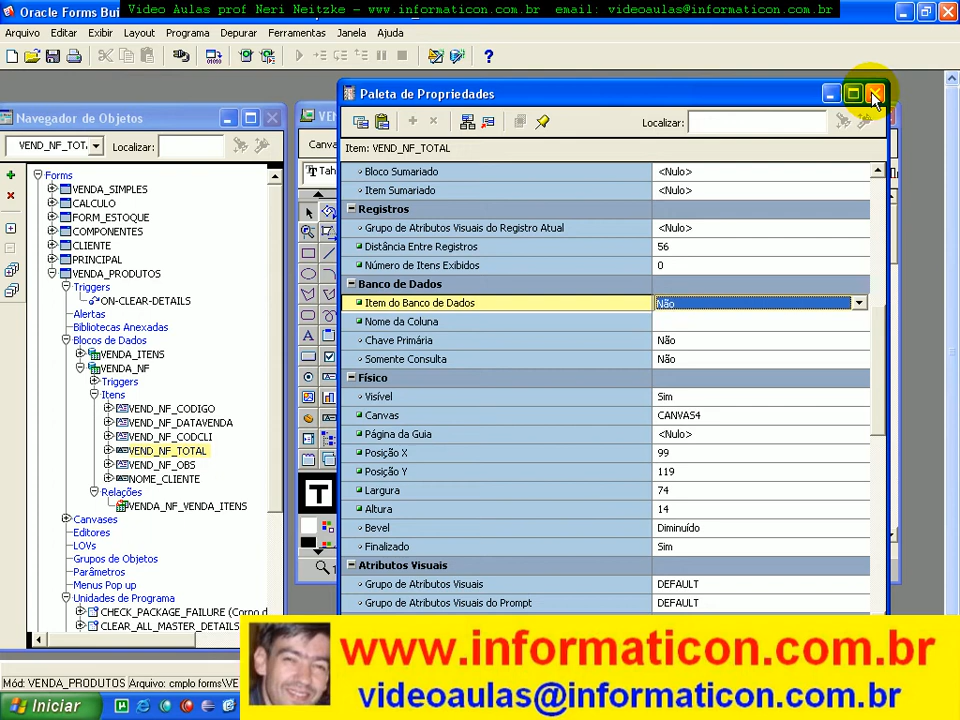 Oracle Forms Bui
Video Aulas prof Neri Neitzke – www.informaticon.com.br email: videoaulas@informaticon.com.br
Arquivo Editar Exibir Layout Programa Depurar Ferramentas Janela Ajuda
Navegador de Objetos
VEND_NF_TOT. Localizar:
Forms
VENDA_SIMPLES
CALCULO
FORM_ESTOQUE
COMPONENTES
CLIENTE
PRINCIPAL
VENDA_PRODUTOS
Triggers
ON-CLEAR-DETAILS
Alertas
Bibliotecas Anexadas
Blocos de Dados
VENDA_ITENS
VENDA_NF
Triggers
Itens
VEND_NF_CODIGO
VEND_NF_DATAVENDA
VEND_NF_CODCLI
VEND_NF_TOTAL
VEND_NF_OBS
NOME_CLIENTE
Relações
VENDA_NF_VENDA_ITENS
Canvases
Editores
LOVs
Grupos de Objetos
Parâmetros
Menus Pop up
Unidades de Programa
CHECK_PACKAGE_FAILURE (Corpo d
CLEAR_ALL_MASTER_DETAILS
VEN
Canva
Tah
Paleta de Propriedades
Localizar:
Item: VEND_NF_TOTAL
Bloco Sumariado <Nulo>
Item Sumariado <Nulo>
Registros
Grupo de Atributos Visuais do Registro Atual <Nulo>
Distância Entre Registros 56
Número de Itens Exibidos 0
Banco de Dados
Item do Banco de Dados Não
Nome da Coluna
Chave Primária Não
Somente Consulta Não
Físico
Visível Sim
Canvas CANVAS4
Página da Guia <Nulo>
Posição X 99
Posição Y 119
Largura 74
Altura 14
Bevel Diminuído
Finalizado Sim
Atributos Visuais
Grupo de Atributos Visuais DEFAULT
Grupo de Atributos Visuais do Prompt DEFAULT
Mód: VENDA_PRODUTOS Arquivo: cmplo forms\VE
Iniciar
www.informaticon.com.br
videoaulas@informaticon.com.br